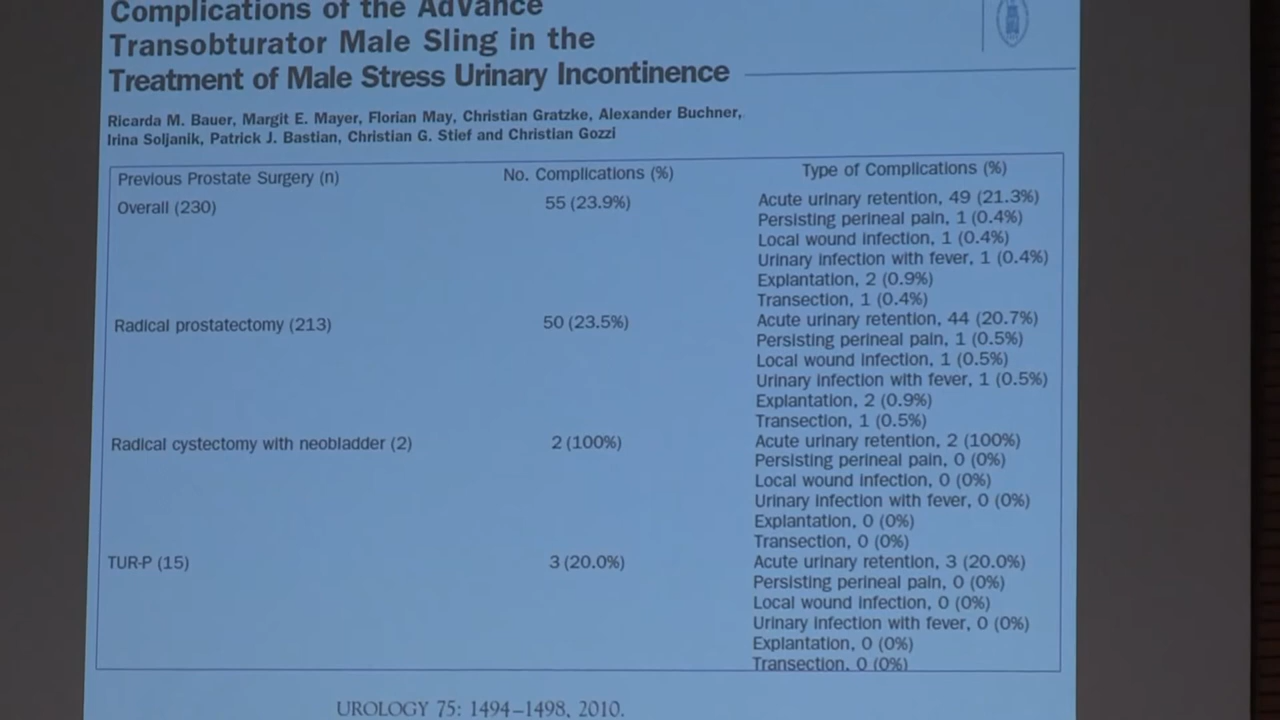 Complications of the AdVance
Transobturator Male Sling in the
Treatment of Male Stress Urinary Incontinence
Ricarda M. Bauer, Margit E. Mayer, Florian May, Christian Gratzke, Alexander Buchner,
Irina Soljanik, Patrick J. Bastian, Christian G. Stief and Christian Gozzi
Previous Prostate Surgery (n) No. Complications (%) Type of Complications (%)
Overall (230) 55 (23.9%) Acute urinary retention, 49 (21.3%)
Persisting perineal pain, 1 (0.4%)
Local wound infection, 1 (0.4%)
Urinary infection with fever, 1 (0.4%)
Explantation, 2 (0.9%)
Transection, 1 (0.4%)
Radical prostatectomy (213) 50 (23.5%) Acute urinary retention, 44 (20.7%)
Persisting perineal pain, 1 (0.5%)
Local wound infection, 1 (0.5%)
Urinary infection with fever, 1 (0.5%)
Explantation, 2 (0.9%)
Transection, 1 (0.5%)
Radical cystectomy with neobladder (2) 2 (100%) Acute urinary retention, 2 (100%)
Persisting perineal pain, 0 (0%)
Local wound infection, 0 (0%)
Urinary infection with fever, 0 (0%)
Explantation, 0 (0%)
Transection, 0 (0%)
TUR-P (15) 3 (20.0%) Acute urinary retention, 3 (20.0%)
Persisting perineal pain, 0 (0%)
Local wound infection, 0 (0%)
Urinary infection with fever, 0 (0%)
Explantation, 0 (0%)
Transection, 0 (0%)
UROLOGY 75: 1494–1498, 2010.